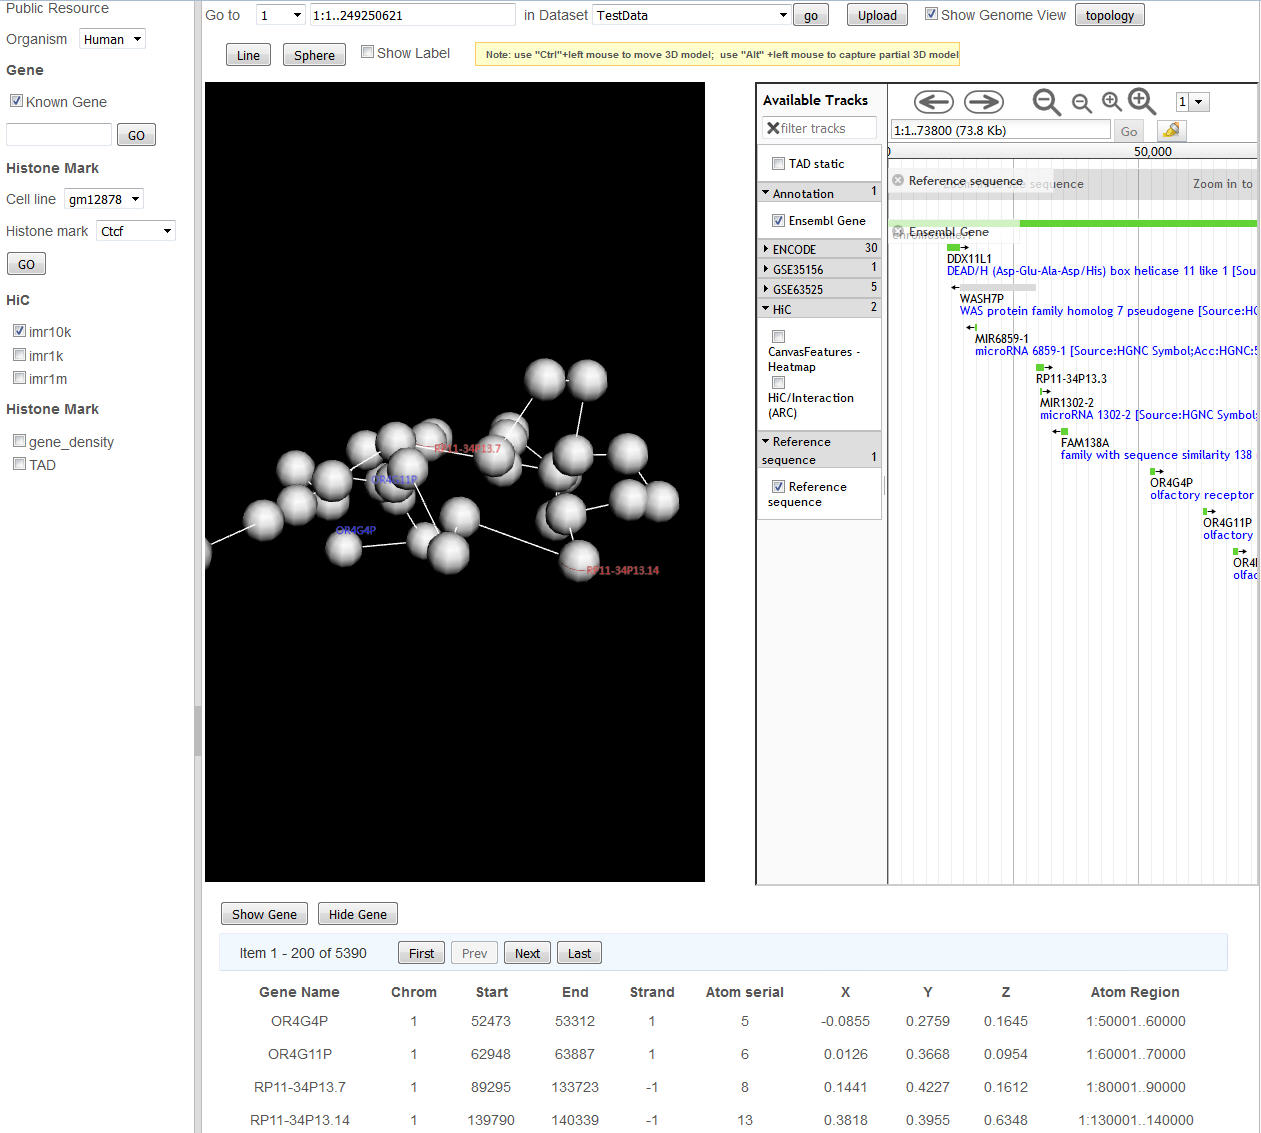 Public Resource
Organism Human
Gene
Known Gene
GO
Histone Mark
Cell line gm12878
Histone mark Ctcf
GO
HiC
imr10k
imr1k
imr1m
Histone Mark
gene_density
TAD
Go to 1 1:1..249250621 in Dataset TestData go Upload Show Genome View topology
Line Sphere Show Label Note: use "Ctrl"+left mouse to move 3D model; use "Alt" +left mouse to capture partial 3D model
RP11-34P13.7
OR4G11P
OR4G4P
RP11-34P13.14
Available Tracks
filter tracks
TAD static
Annotation 1
Ensembl Gene
ENCODE 30
GSE35156 1
GSE63525 5
HiC 2
CanvasFeatures -
Heatmap
HiC/Interaction
(ARC)
Reference
sequence 1
Reference
sequence
1
1:1..73800 (73.8 Kb) Go
50,000
Reference sequence sequence Zoom in to
Ensembl Gene
DDX11L1
DEAD/H (Asp-Glu-Ala-Asp/His) box helicase 11 like 1 [Sou
WASH7P
WAS protein family homolog 7 pseudogene [Source:HG
MIR6859-1
microRNA 6859-1 [Source:HGNC Symbol;Acc:HGNC:5
RP11-34P13.3
MIR1302-2
microRNA 1302-2 [Source:HGNC Symbol;
FAM138A
family with sequence similarity 138
OR4G4P
olfactory receptor
OR4G11P
olfactory
OR4
olfac
Show Gene Hide Gene
Item 1 - 200 of 5390 First Prev Next Last
Gene Name Chrom Start End Strand Atom serial X Y Z Atom Region
OR4G4P 1 52473 53312 1 5 -0.0855 0.2759 0.1645 1:50001..60000
OR4G11P 1 62948 63887 1 6 0.0126 0.3668 0.0954 1:60001..70000
RP11-34P13.7 1 89295 133723 -1 8 0.1441 0.4227 0.1612 1:80001..90000
RP11-34P13.14 1 139790 140339 -1 13 0.3818 0.3955 0.6348 1:130001..140000